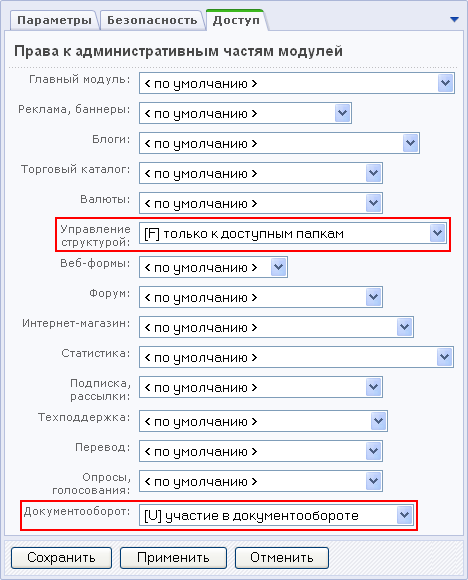 Параметры Безопасность Доступ
Права к административным частям модулей
Главный модуль: < по умолчанию >
Реклама, баннеры: < по умолчанию >
Блоги: < по умолчанию >
Торговый каталог: < по умолчанию >
Валюты: < по умолчанию >
Управление
структурой: [F] только к доступным папкам
Веб-формы: < по умолчанию >
Форум: < по умолчанию >
Интернет-магазин: < по умолчанию >
Статистика: < по умолчанию >
Подписка,
рассылки: < по умолчанию >
Техподдержка: < по умолчанию >
Перевод: < по умолчанию >
Опросы,
голосования: < по умолчанию >
Документооборот: [U] участие в документообороте
Сохранить Применить Отменить